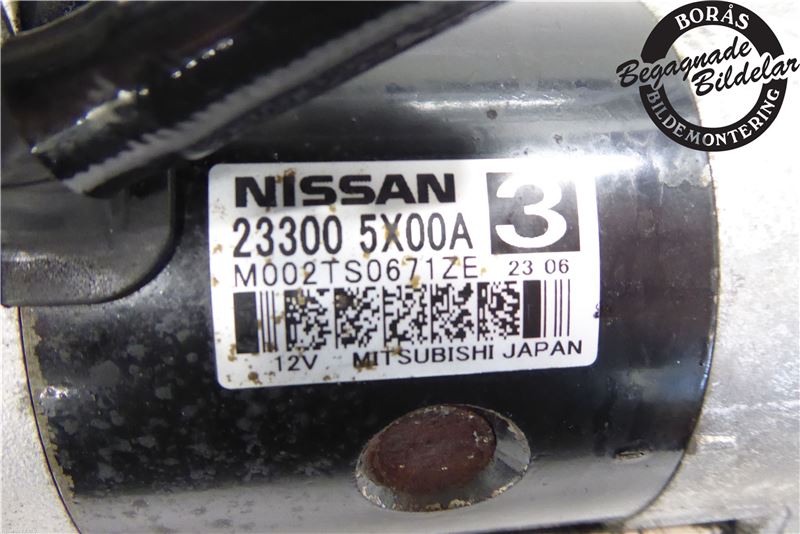 BORÅS
Begagnade
Bildelar
BILDEMONTERING
NISSAN 3
23300 5X00A
M002TS0671ZE 23 06
12V MITSUBISHI JAPAN